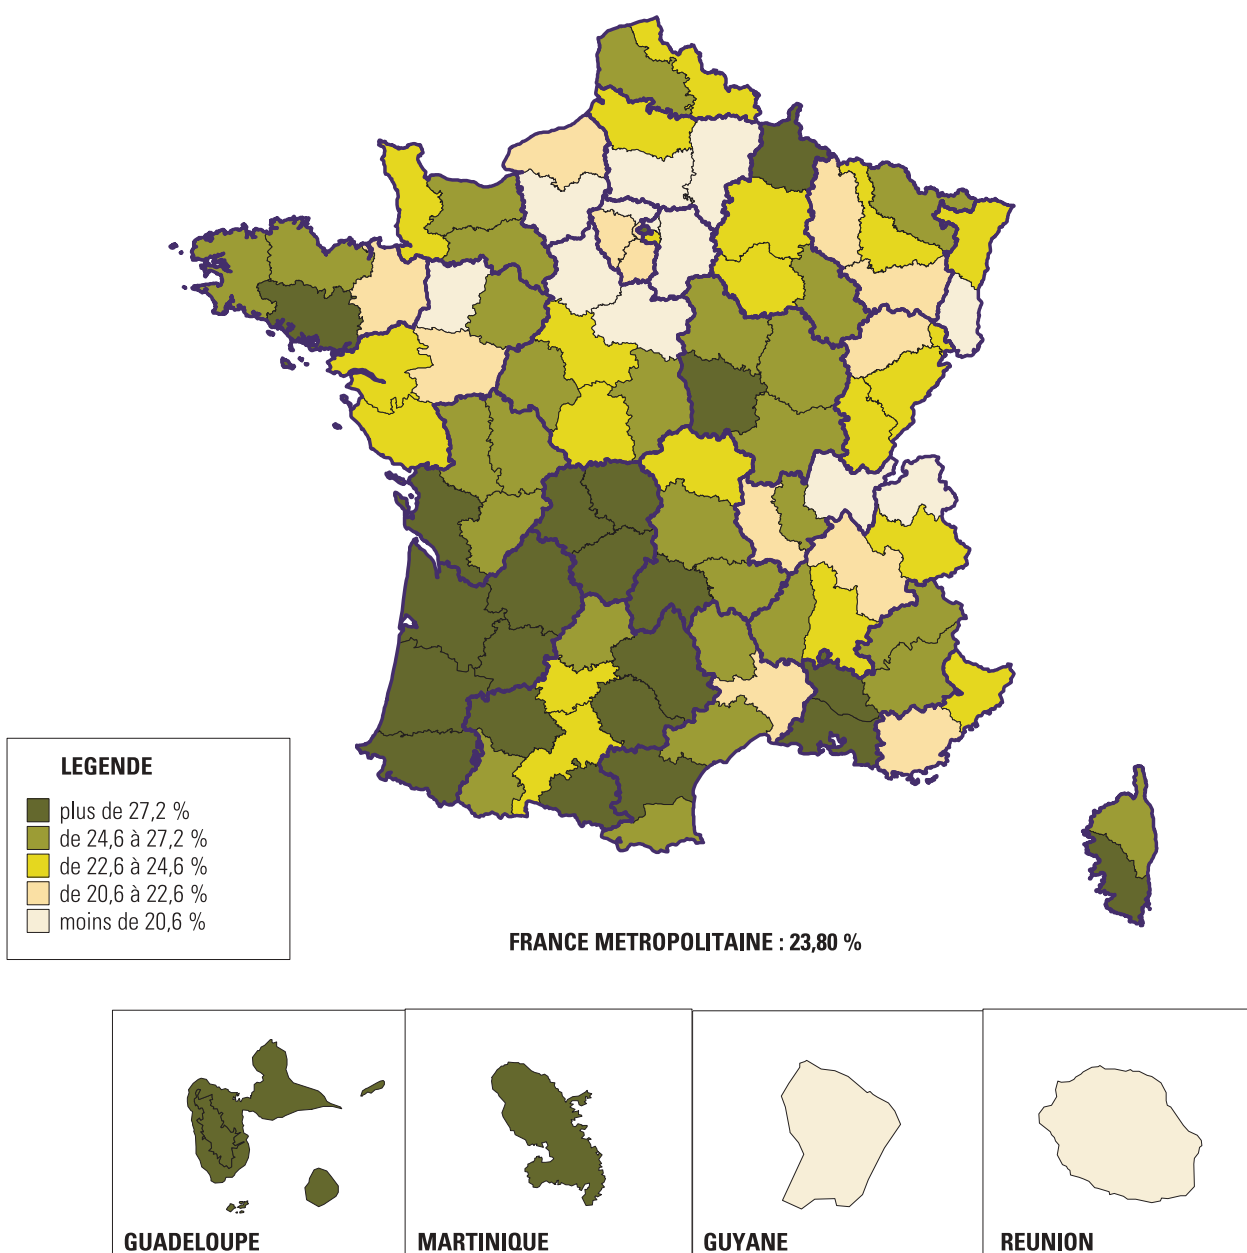 LEGENDE
plus de 27,2 %
de 24,6 à 27,2 %
de 22,6 à 24,6 %
de 20,6 à 22,6 %
moins de 20,6 %
FRANCE METROPOLITAINE : 23,80 %
GUADELOUPE
MARTINIQUE
GUYANE
REUNION